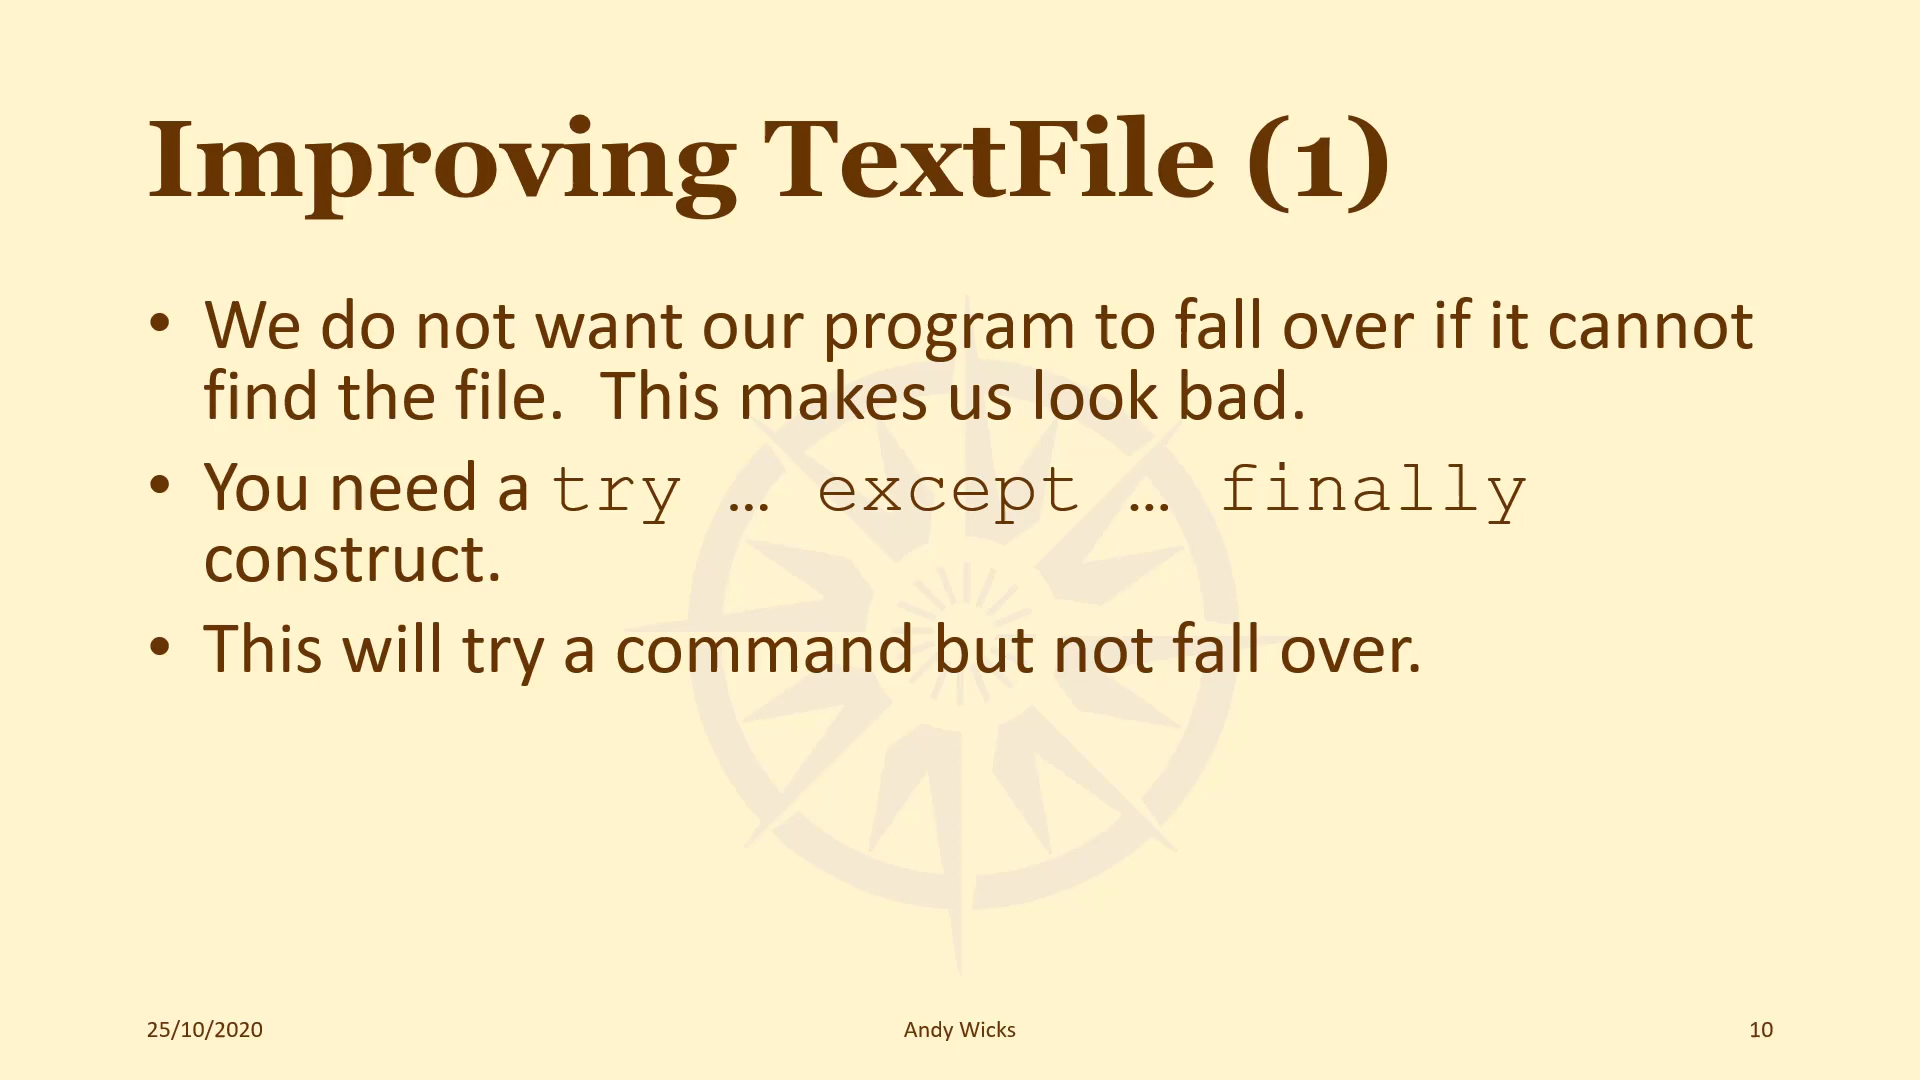 Improving TextFile (1)
• We do not want our program to fall over if it cannot
find the file.  This makes us look bad.
• You need a try … except … finally
construct.
• This will try a command but not fall over.
25/10/2020
Andy Wicks
10